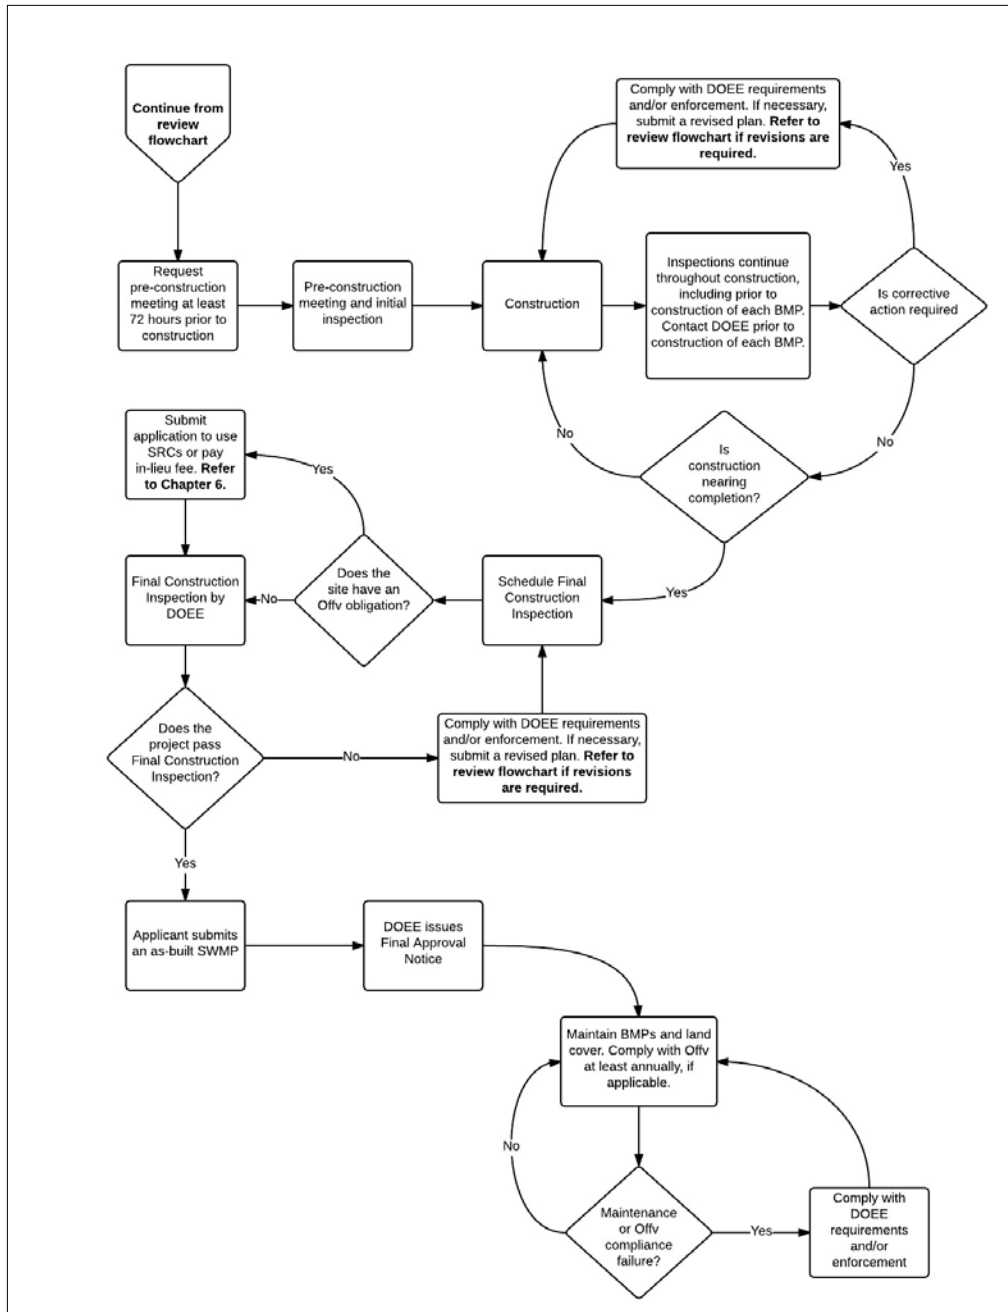 Continue from
review
flowchart
Comply with DOEE requirements
and/or enforcement. If necessary,
submit a revised plan. Refer to
review flowchart if revisions are
required.
Yes
Request
pre-construction
meeting at least
72 hours prior to
construction
Pre-construction
meeting and initial
inspection
Construction
Inspections continue
throughout construction,
including prior to
construction of each BMP.
Contact DOEE prior to
construction of each BMP.
Is corrective
action required
No
Is
construction
nearing
completion?
No
Yes
Submit
application to use
SRCs or pay
in-lieu fee. Refer
to Chapter 6.
Yes
Final Construction
Inspection by
DOEE
No
Does the
site have an
Offv obligation?
Schedule Final
Construction
Inspection
Does the
project pass
Final Construction
Inspection?
No
Comply with DOEE requirements
and/or enforcement. If necessary,
submit a revised plan. Refer to
review flowchart if revisions
are required.
Yes
Applicant submits
an as-built SWMP
DOEE issues
Final Approval
Notice
Maintain BMPs and land
cover. Comply with Offv
at least annually, if
applicable.
No
Maintenance
or Offv
compliance
failure?
Yes
Comply with
DOEE
requirements
and/or
enforcement